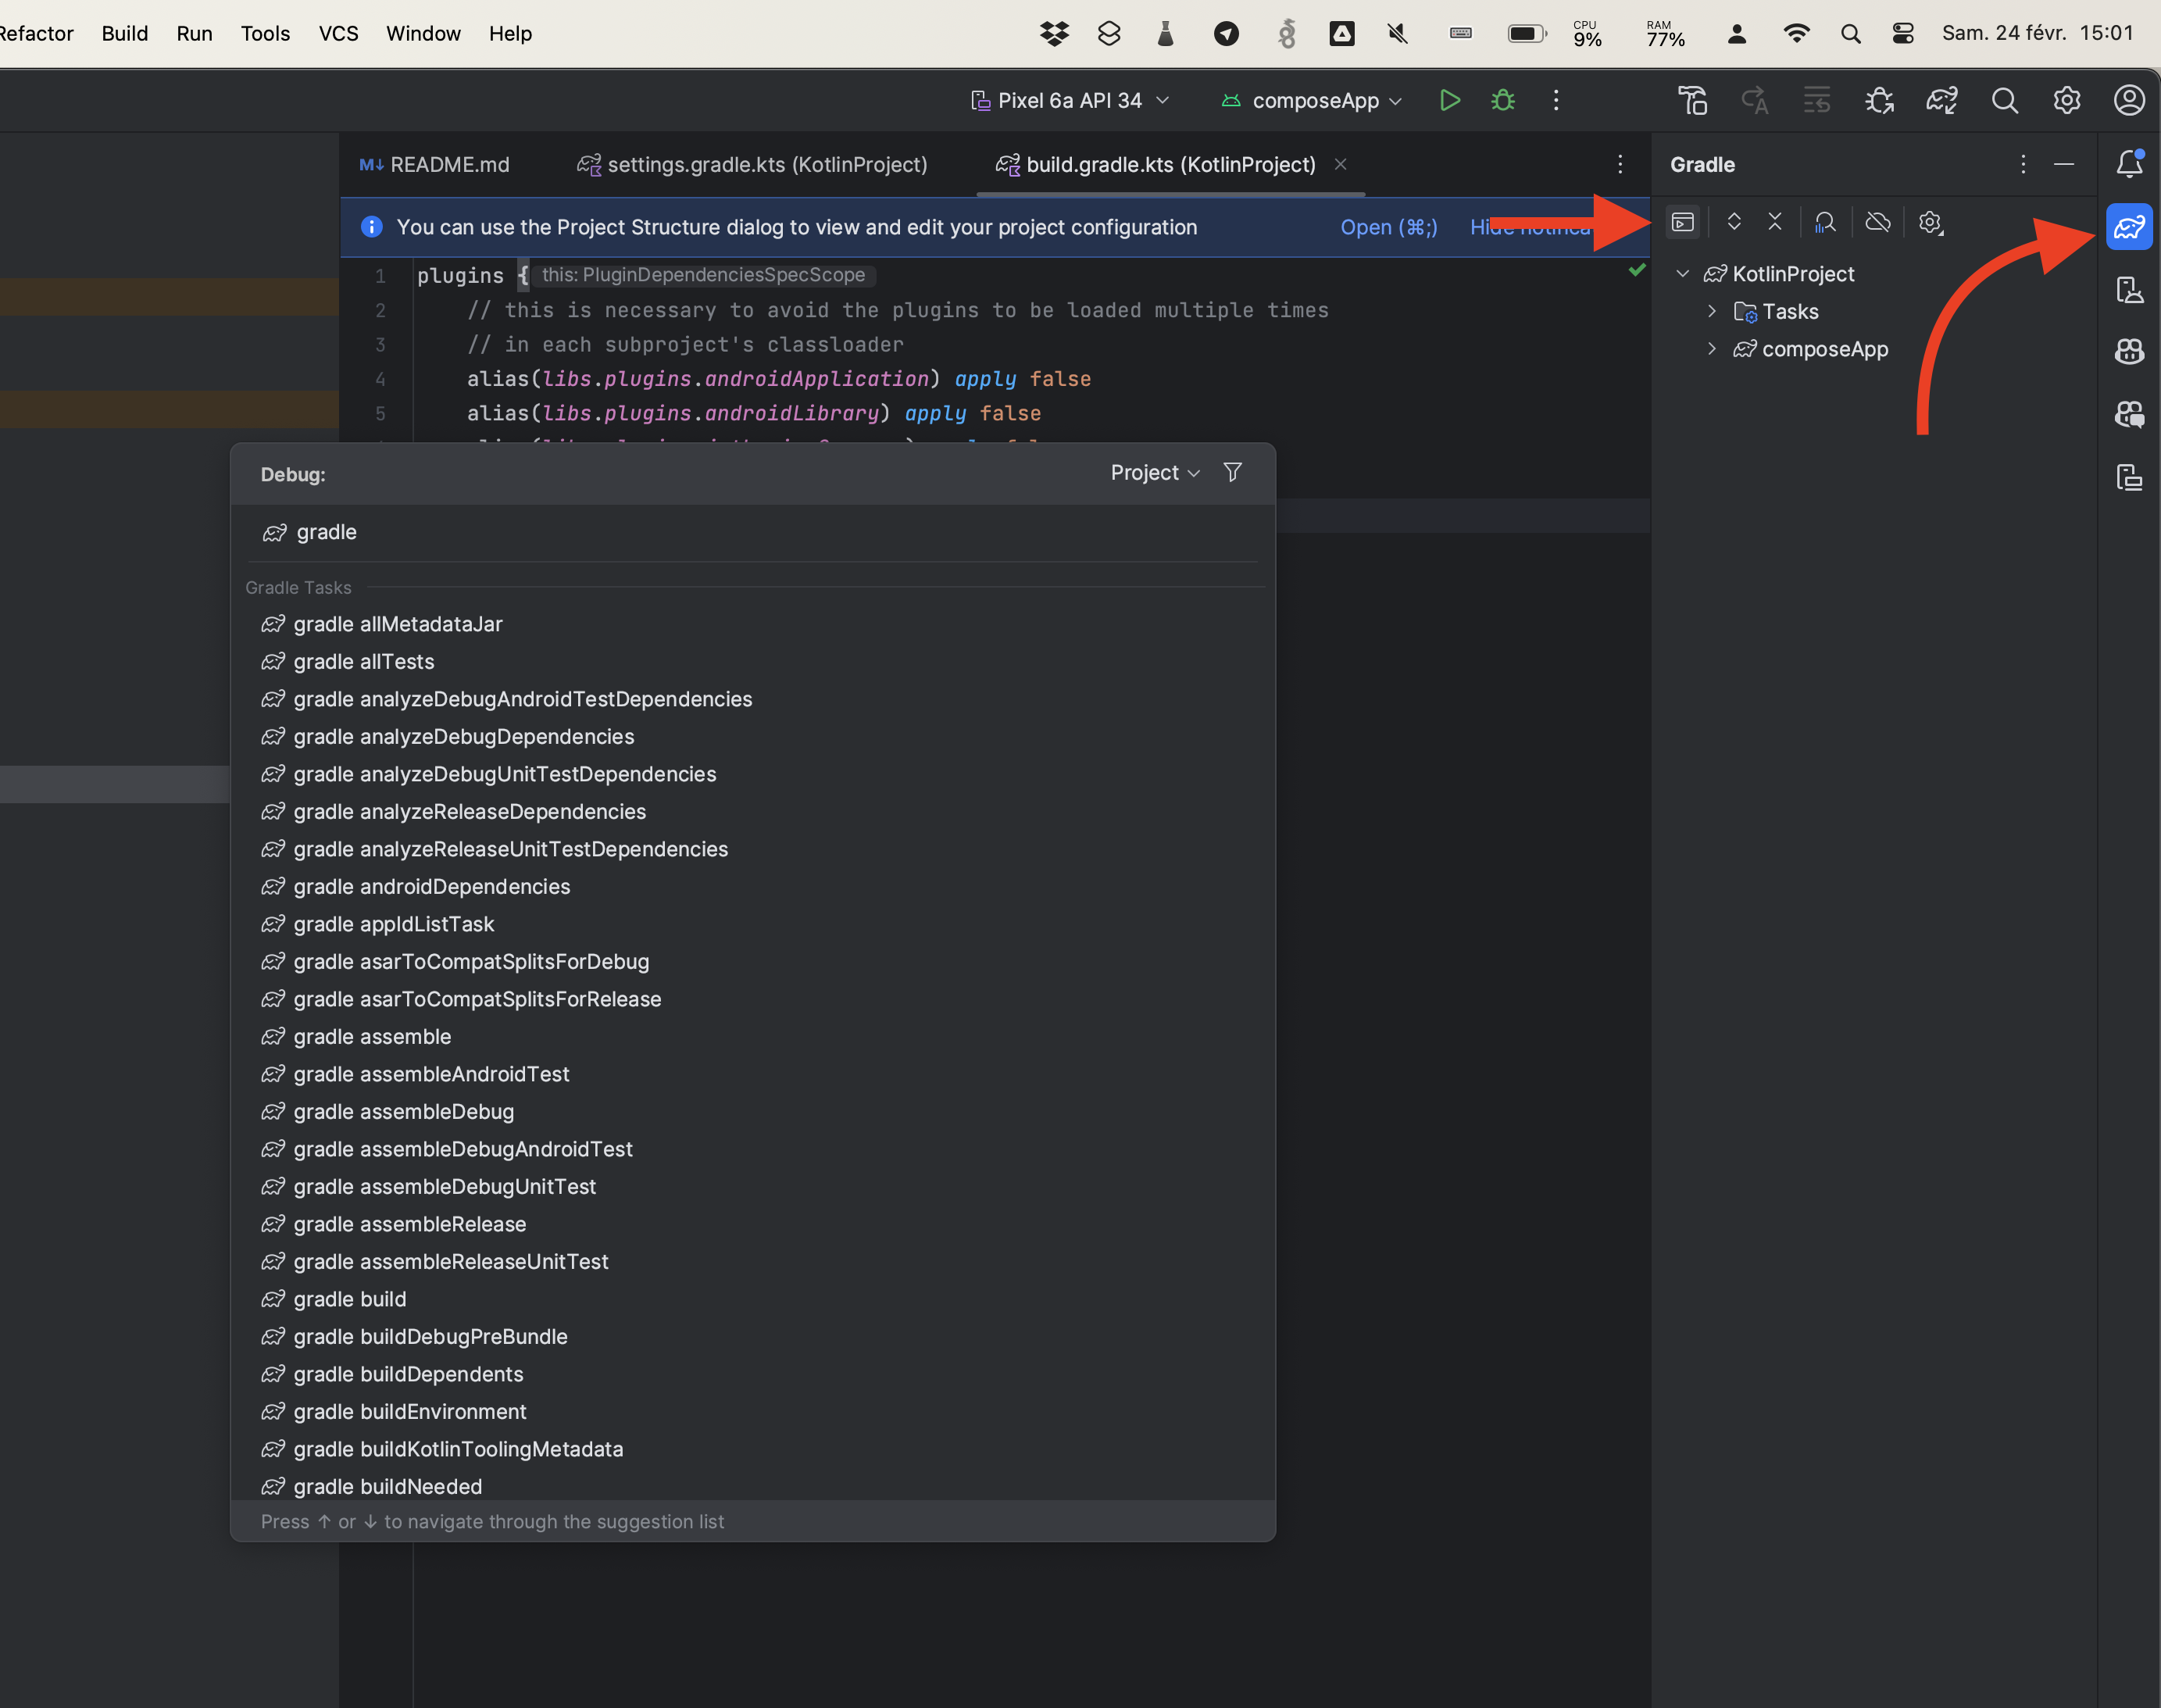 Refactor Build Run Tools VCS Window Help CPU 9% RAM 77% Sam. 24 févr. 15:01
Pixel 6a API 34 composeApp
README.md settings.gradle.kts (KotlinProject) build.gradle.kts (KotlinProject) Gradle
You can use the Project Structure dialog to view and edit your project configuration Open (⌘;)
KotlinProject
Tasks
composeApp
1 plugins { this: PluginDependenciesSpecScope
2 // this is necessary to avoid the plugins to be loaded multiple times
3 // in each subproject's classloader
4 alias(libs.plugins.androidApplication) apply false
5 alias(libs.plugins.androidLibrary) apply false
Debug: Project
gradle
Gradle Tasks
gradle allMetadataJar
gradle allTests
gradle analyzeDebugAndroidTestDependencies
gradle analyzeDebugDependencies
gradle analyzeDebugUnitTestDependencies
gradle analyzeReleaseDependencies
gradle analyzeReleaseUnitTestDependencies
gradle androidDependencies
gradle appIdListTask
gradle asarToCompatSplitsForDebug
gradle asarToCompatSplitsForRelease
gradle assemble
gradle assembleAndroidTest
gradle assembleDebug
gradle assembleDebugAndroidTest
gradle assembleDebugUnitTest
gradle assembleRelease
gradle assembleReleaseUnitTest
gradle build
gradle buildDebugPreBundle
gradle buildDependents
gradle buildEnvironment
gradle buildKotlinToolingMetadata
gradle buildNeeded
Press ↑ or ↓ to navigate through the suggestion list